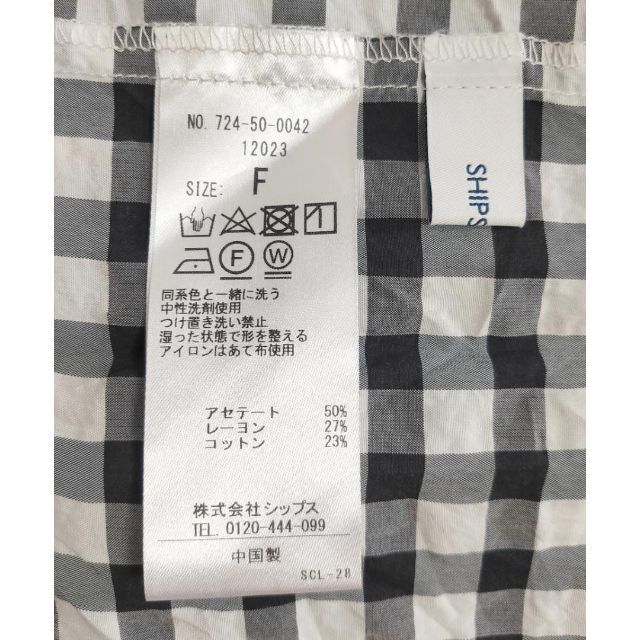 NO. 724-50-0042
12023
SIZE: F
F
W
同系色と一緒に洗う
中性洗剤使用
つけ置き洗い禁止
湿った状態で形を整える
アイロンはあて布使用
アセテート 50%
レーヨン 27%
コットン 23%
株式会社シップス
TEL. 0120-444-099
中国製
SCL-28
SHIPS